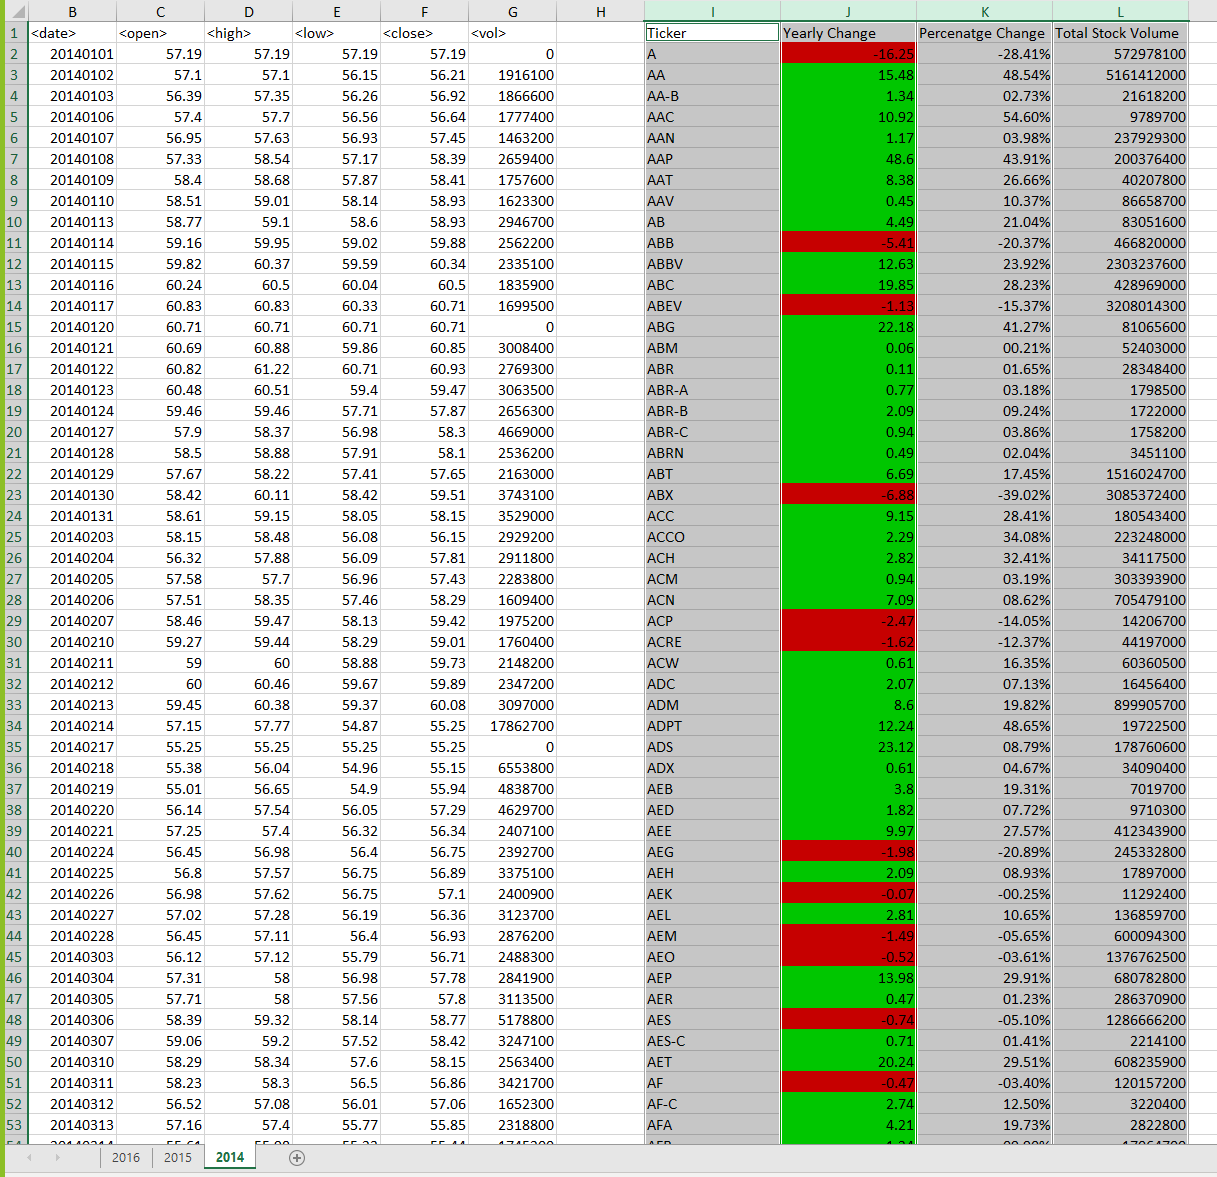 B C D E F G H I J K L
1 <date> <open> <high> <low> <close> <vol> Ticker Yearly Change Percenatge Change Total Stock Volume
2 20140101 57.19 57.19 57.19 57.19 0 A -16.25 -28.41% 572978100
3 20140102 57.1 57.1 56.15 56.21 1916100 AA 15.48 48.54% 5161412000
4 20140103 56.39 57.35 56.26 56.92 1866600 AA-B 1.34 02.73% 21618200
5 20140106 57.4 57.7 56.56 56.64 1777400 AAC 10.92 54.60% 9789700
6 20140107 56.95 57.63 56.93 57.45 1463200 AAN 1.17 03.98% 237929300
7 20140108 57.33 58.54 57.17 58.39 2659400 AAP 48.6 43.91% 200376400
8 20140109 58.4 58.68 57.87 58.41 1757600 AAT 8.38 26.66% 40207800
9 20140110 58.51 59.01 58.14 58.93 1623300 AAV 0.45 10.37% 86658700
10 20140113 58.77 59.1 58.6 58.93 2946700 AB 4.49 21.04% 83051600
11 20140114 59.16 59.95 59.02 59.88 2562200 ABB -5.41 -20.37% 466820000
12 20140115 59.82 60.37 59.59 60.34 2335100 ABBV 12.63 23.92% 2303237600
13 20140116 60.24 60.5 60.04 60.5 1835900 ABC 19.85 28.23% 428969000
14 20140117 60.83 60.83 60.33 60.71 1699500 ABEV -1.13 -15.37% 3208014300
15 20140120 60.71 60.71 60.71 60.71 0 ABG 22.18 41.27% 81065600
16 20140121 60.69 60.88 59.86 60.85 3008400 ABM 0.06 00.21% 52403000
17 20140122 60.82 61.22 60.71 60.93 2769300 ABR 0.11 01.65% 28348400
18 20140123 60.48 60.51 59.4 59.47 3063500 ABR-A 0.77 03.18% 1798500
19 20140124 59.46 59.46 57.71 57.87 2656300 ABR-B 2.09 09.24% 1722000
20 20140127 57.9 58.37 56.98 58.3 4669000 ABR-C 0.94 03.86% 1758200
21 20140128 58.5 58.88 57.91 58.1 2536200 ABRN 0.49 02.04% 3451100
22 20140129 57.67 58.22 57.41 57.65 2163000 ABT 6.69 17.45% 1516024700
23 20140130 58.42 60.11 58.42 59.51 3743100 ABX -6.88 -39.02% 3085372400
24 20140131 58.61 59.15 58.05 58.15 3529000 ACC 9.15 28.41% 180543400
25 20140203 58.15 58.48 56.08 56.15 2929200 ACCO 2.29 34.08% 223248000
26 20140204 56.32 57.88 56.09 57.81 2911800 ACH 2.82 32.41% 34117500
27 20140205 57.58 57.7 56.96 57.43 2283800 ACM 0.94 03.19% 303393900
28 20140206 57.51 58.35 57.46 58.29 1609400 ACN 7.09 08.62% 705479100
29 20140207 58.46 59.47 58.13 59.42 1975200 ACP -2.47 -14.05% 14206700
30 20140210 59.27 59.44 58.29 59.01 1760400 ACRE -1.62 -12.37% 44197000
31 20140211 59 60 58.88 59.73 2148200 ACW 0.61 16.35% 60360500
32 20140212 60 60.46 59.67 59.89 2347200 ADC 2.07 07.13% 16456400
33 20140213 59.45 60.38 59.37 60.08 3097000 ADM 8.6 19.82% 899905700
34 20140214 57.15 57.77 54.87 55.25 17862700 ADPT 12.24 48.65% 19722500
35 20140217 55.25 55.25 55.25 55.25 0 ADS 23.12 08.79% 178760600
36 20140218 55.38 56.04 54.96 55.15 6553800 ADX 0.61 04.67% 34090400
37 20140219 55.01 56.65 54.9 55.94 4838700 AEB 3.8 19.31% 7019700
38 20140220 56.14 57.54 56.05 57.29 4629700 AED 1.82 07.72% 9710300
39 20140221 57.25 57.4 56.32 56.34 2407100 AEE 9.97 27.57% 412343900
40 20140224 56.45 56.98 56.4 56.75 2392700 AEG -1.98 -20.89% 245332800
41 20140225 56.8 57.57 56.75 56.89 3375100 AEH 2.09 08.93% 17897000
42 20140226 56.98 57.62 56.75 57.1 2400900 AEK -0.07 -00.25% 11292400
43 20140227 57.02 57.28 56.19 56.36 3123700 AEL 2.81 10.65% 136859700
44 20140228 56.45 57.11 56.4 56.93 2876200 AEM -1.49 -05.65% 600094300
45 20140303 56.12 57.12 55.79 56.71 2488300 AEO -0.52 -03.61% 1376762500
46 20140304 57.31 58 56.98 57.78 2841900 AEP 13.98 29.91% 680782800
47 20140305 57.71 58 57.56 57.8 3113500 AER 0.47 01.23% 286370900
48 20140306 58.39 59.32 58.14 58.77 5178800 AES -0.74 -05.10% 1286666200
49 20140307 59.06 59.2 57.52 58.42 3247100 AES-C 0.71 01.41% 2214100
50 20140310 58.29 58.34 57.6 58.15 2563400 AET 20.24 29.51% 608235900
51 20140311 58.23 58.3 56.5 56.86 3421700 AF -0.47 -03.40% 120157200
52 20140312 56.52 57.08 56.01 57.06 1652300 AF-C 2.74 12.50% 3220400
53 20140313 57.16 57.4 55.77 55.85 2318800 AFA 4.21 19.73% 2822800
2016 2015 2014